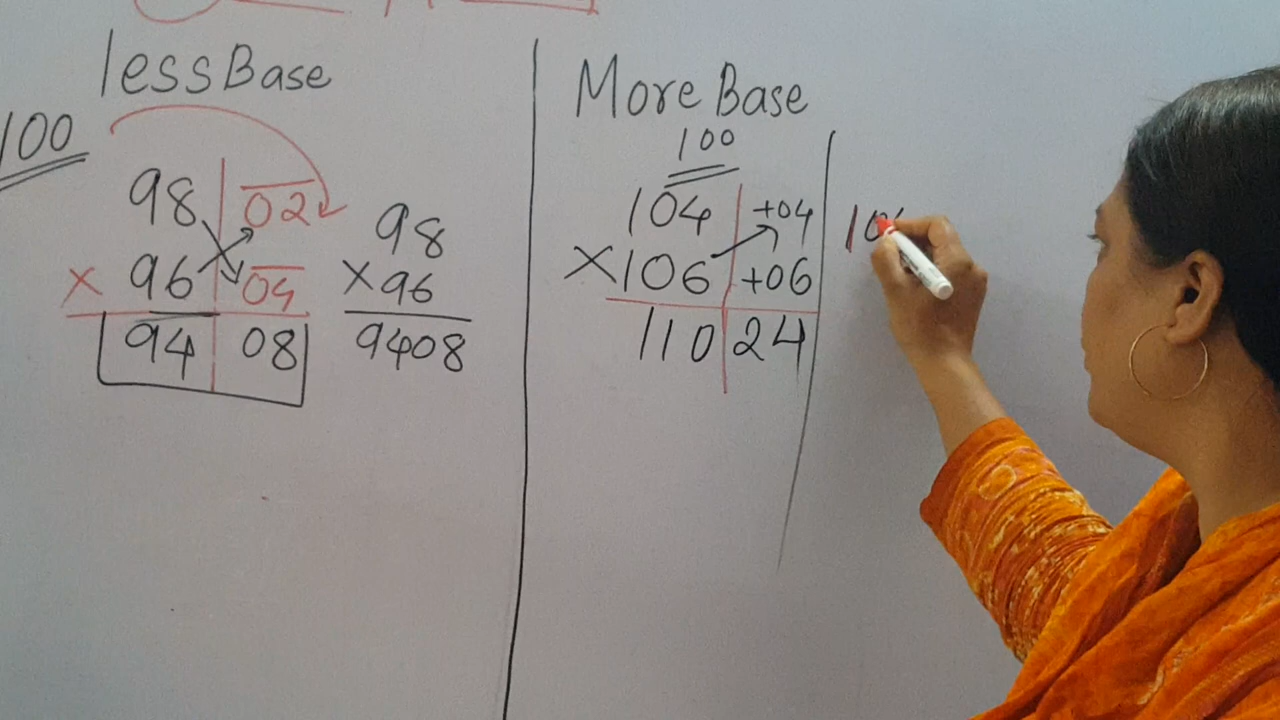 less Base
100
98 | 02
× 96 | 04
94 | 08
98
× 96
9408
More Base
100
104 | +04
× 106 | +06
110 | 24
10